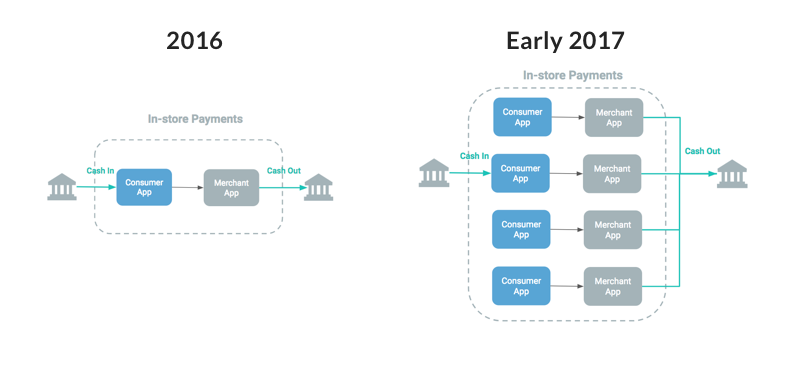 2016
In-store Payments
Cash In
Consumer
App
Merchant
App
Cash Out
Early 2017
In-store Payments
Consumer
App
Merchant
App
Cash In
Consumer
App
Merchant
App
Cash Out
Consumer
App
Merchant
App
Consumer
App
Merchant
App